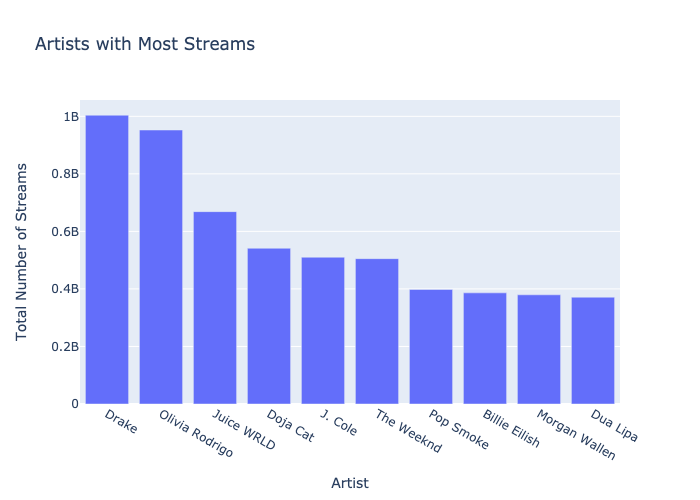 Artists with Most Streams
Total Number of Streams
1B
0.8B
0.6B
0.4B
0.2B
0
Drake
Olivia Rodrigo
Juice WRLD
Doja Cat
J. Cole
The Weeknd
Pop Smoke
Billie Eilish
Morgan Wallen
Dua Lipa
Artist